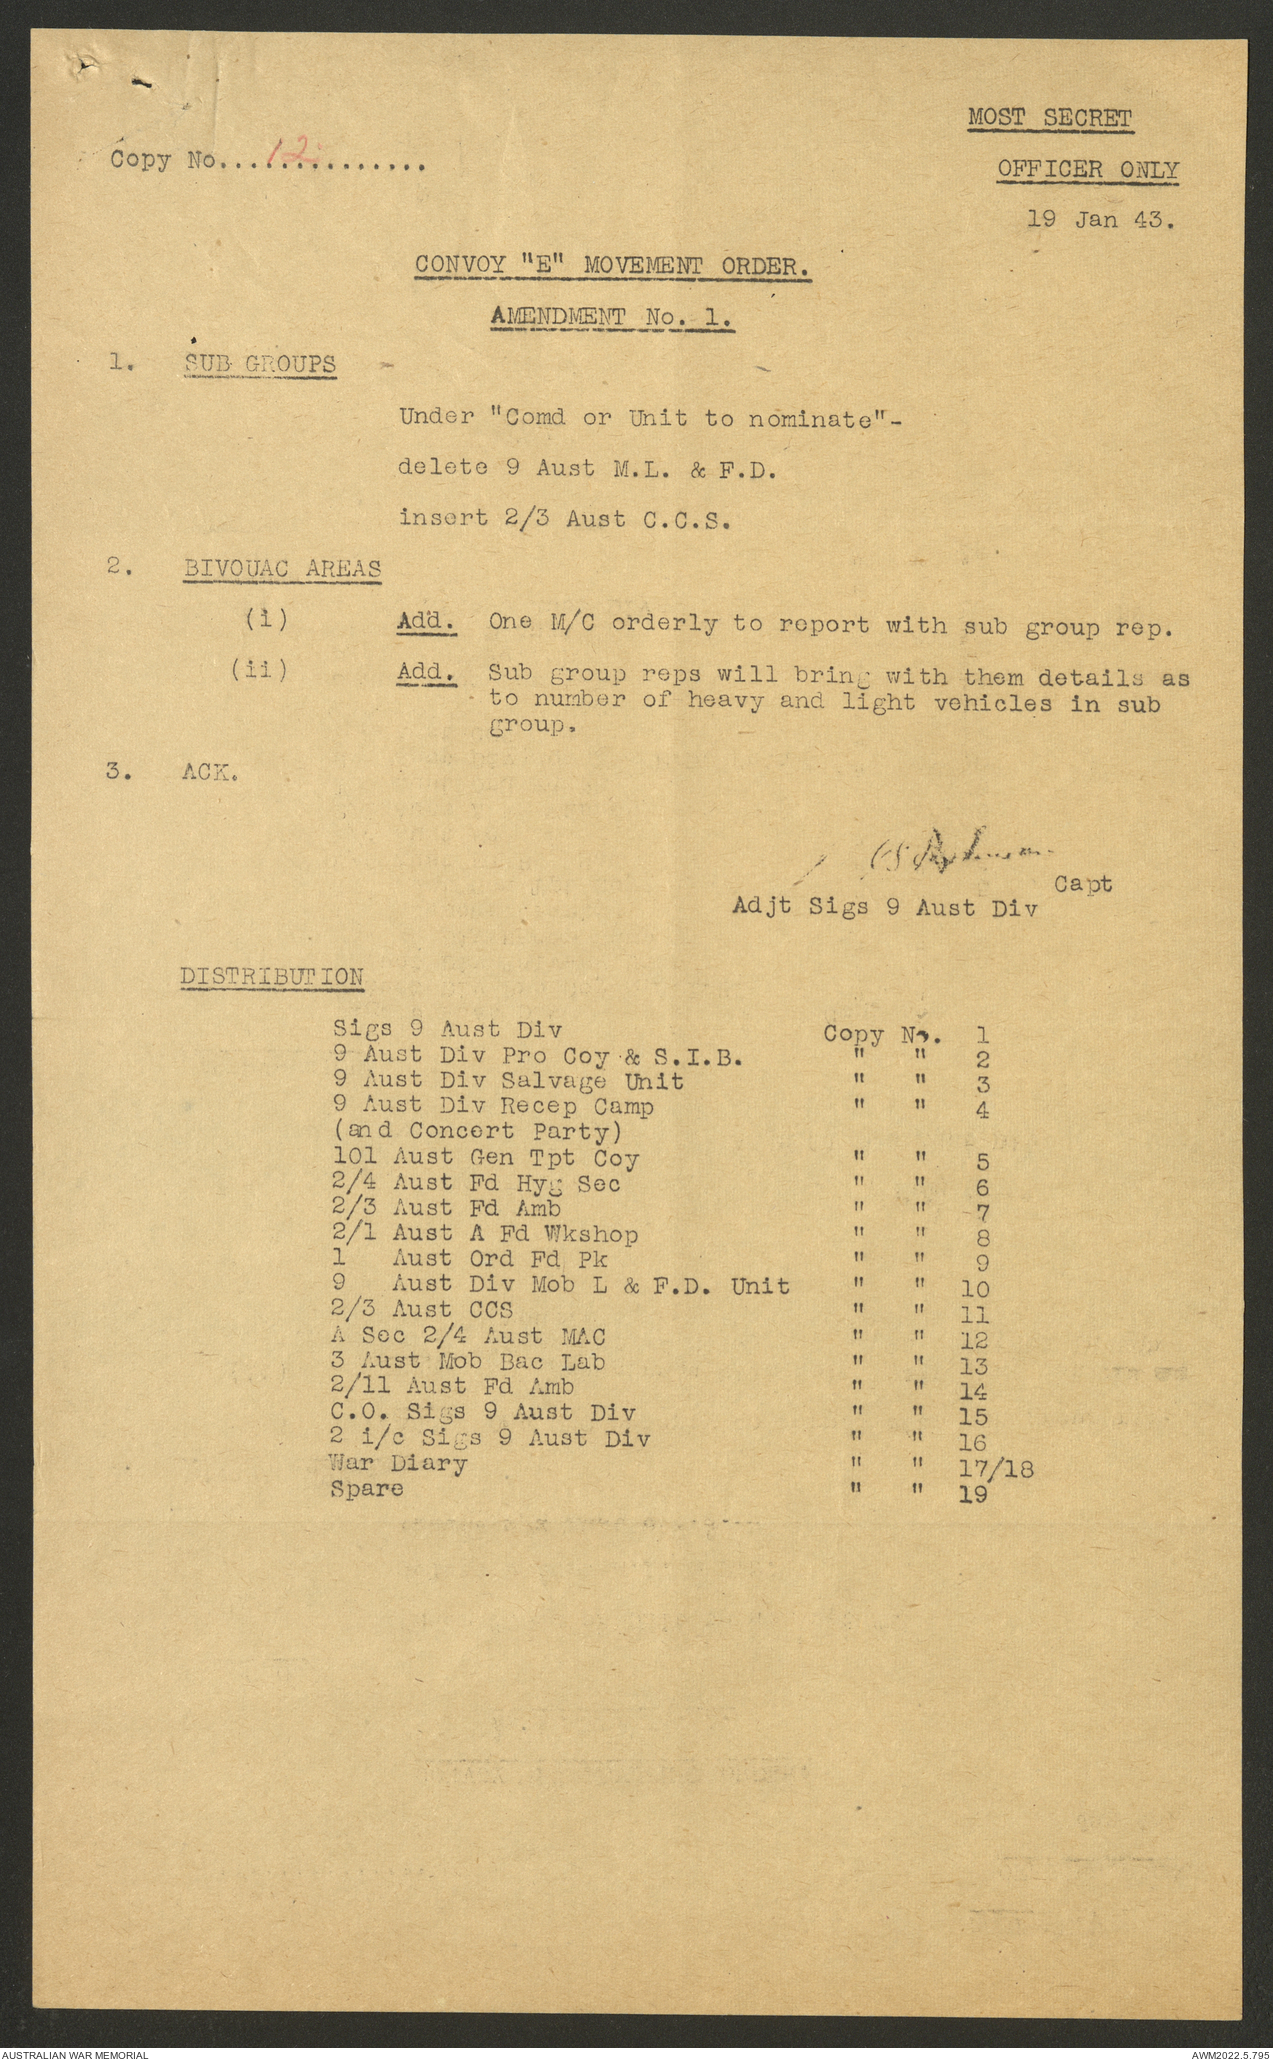 MOST SECRET
Copy No....12..........
OFFICER ONLY
19 Jan 43.
CONVOY "E" MOVEMENT ORDER.
AMENDMENT No. 1.
1. SUB GROUPS
Under "Comd or Unit to nominate"-
delete 9 Aust M.L. & F.D.
insert 2/3 Aust C.C.S.
2. BIVOUAC AREAS
(i) Add. One M/C orderly to report with sub group rep.
(ii) Add. Sub group reps will bring with them details as
to number of heavy and light vehicles in sub
group.
3. ACK.
Capt
Adjt Sigs 9 Aust Div
DISTRIBUTION
Sigs 9 Aust Div Copy No. 1
9 Aust Div Pro Coy & S.I.B. " " 2
9 Aust Div Salvage Unit " " 3
9 Aust Div Recep Camp " " 4
(and Concert Party)
101 Aust Gen Tpt Coy " " 5
2/4 Aust Fd Hyg Sec " " 6
2/3 Aust Fd Amb " " 7
2/1 Aust A Fd Wkshop " " 8
1 Aust Ord Fd Pk " " 9
9 Aust Div Mob L & F.D. Unit " " 10
2/3 Aust CCS " " 11
A Sec 2/4 Aust MAC " " 12
3 Aust Mob Bac Lab " " 13
2/11 Aust Fd Amb " " 14
C.O. Sigs 9 Aust Div " " 15
2 i/c Sigs 9 Aust Div " " 16
War Diary " " 17/18
Spare " " 19
AUSTRALIAN WAR MEMORIAL
AWM2022.5.795